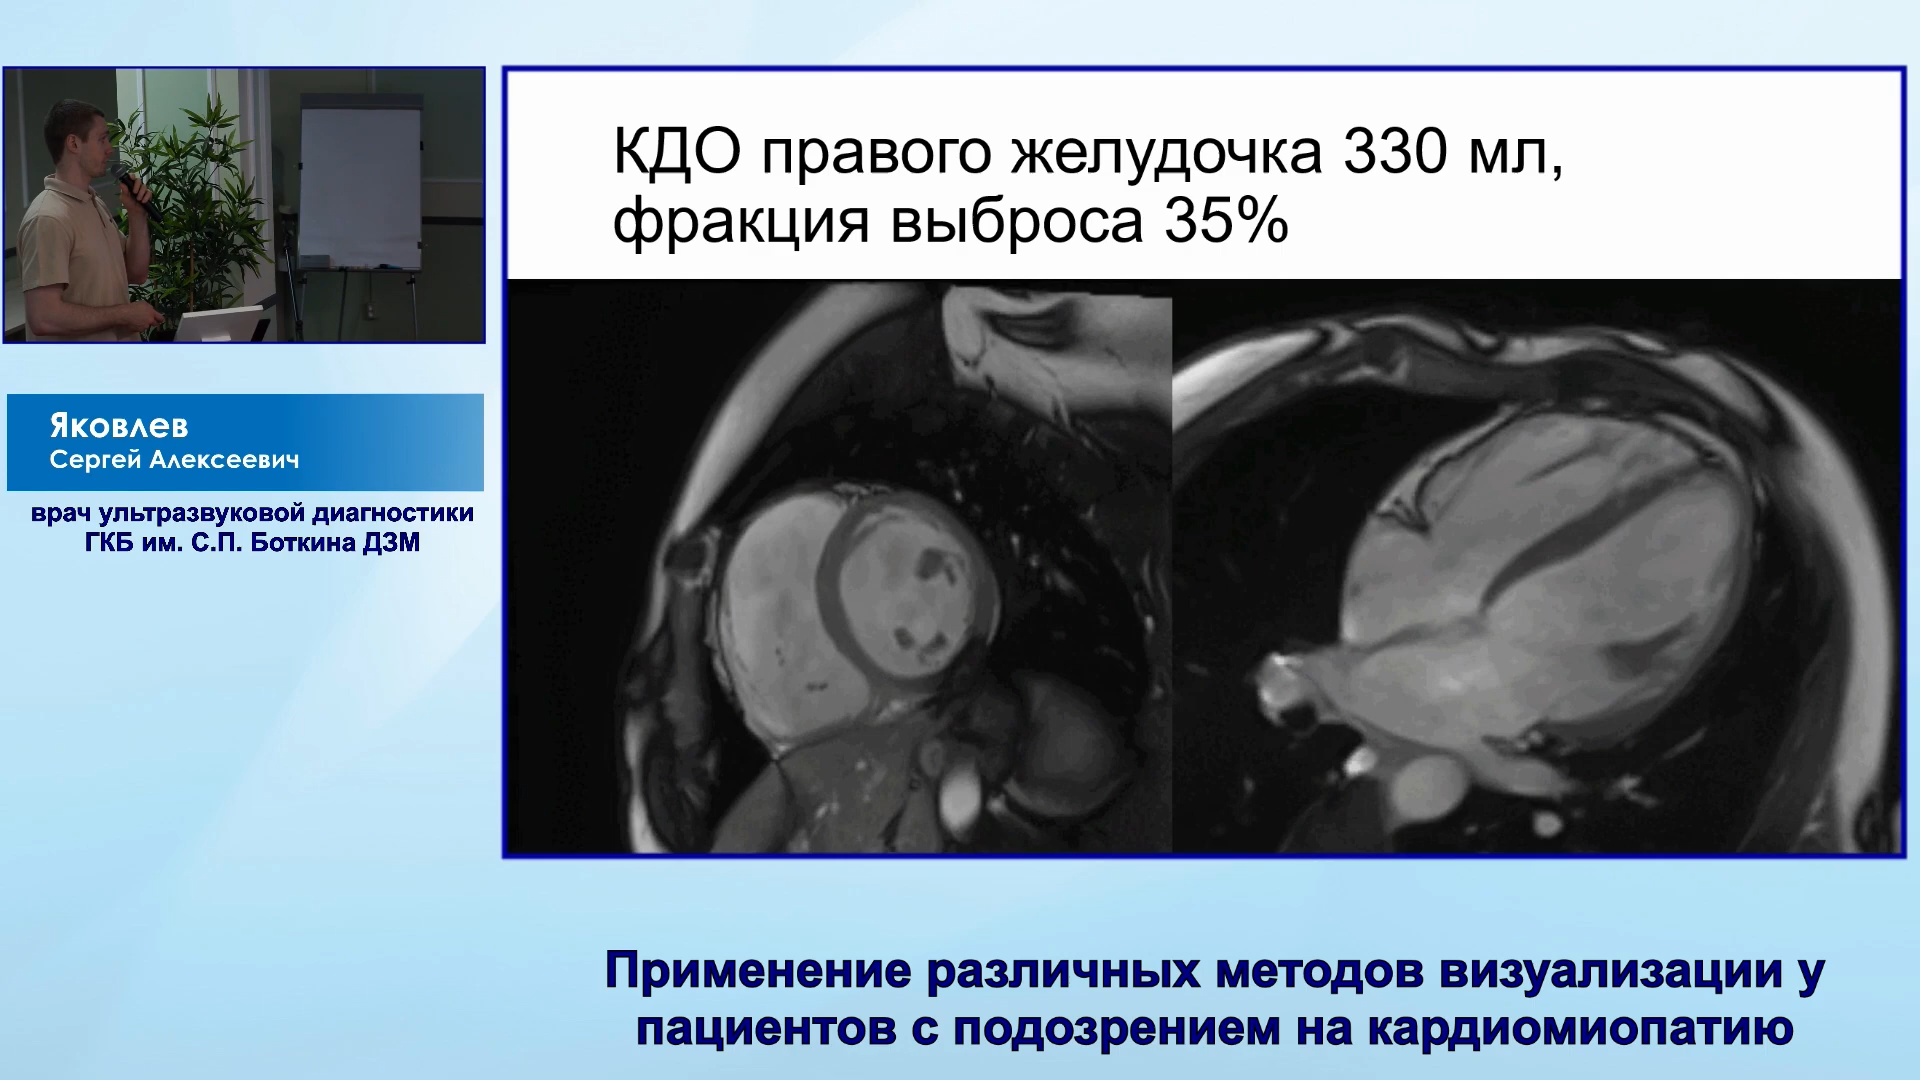 КДО правого желудочка 330 мл,
фракция выброса 35%
Яковлев
Сергей Алексеевич
врач ультразвуковой диагностики
ГКБ им. С.П. Боткина ДЗМ
Применение различных методов визуализации у
пациентов с подозрением на кардиомиопатию